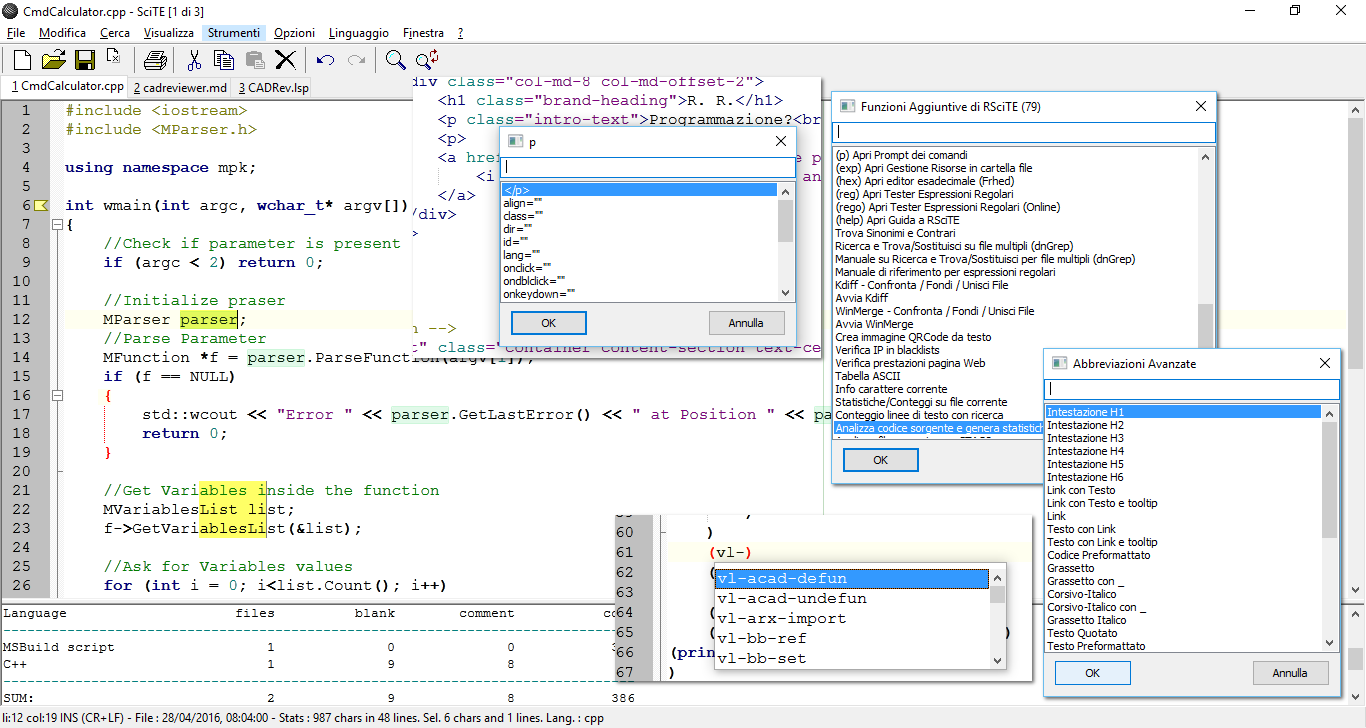 CmdCalculator.cpp - SciTE [1 di 3]
File Modifica Cerca Visualizza Strumenti Opzioni Linguaggio Finestra ?
1 CmdCalculator.cpp 2 cadreviewer.md 3 CADRev.lsp
1 #include <iostream>
2 #include <MParser.h>
3
4 using namespace mpk;
5
6 int wmain(int argc, wchar_t* argv[])
7 {
8 //Check if parameter is present
9 if (argc < 2) return 0;
10
11 //Initialize praser
12 MParser parser;
13 //Parse Parameter
14 MFunction *f = parser.ParseFunction(argv[1]);
15 if (f == NULL)
16 {
17 std::wcout << "Error " << parser.GetLastError() << " at Position " << pa
18 return 0;
19 }
20
21 //Get Variables inside the function
22 MVariablesList list;
23 f->GetVariablesList(&list);
24
25 //Ask for Variables values
26 for (int i = 0; i<list.Count(); i++)
div class="col-md-8 col-md-offset-2">
<h1 class="brand-heading">R. R.</h1>
<p class="intro-text">Programmazione?<br
<p>
<a href
<i
</a>
/div>
>
e p
an
n -->
t" class="container content-section text-ce
p
</p>
align=""
class=""
dir=""
id=""
lang=""
onclick=""
ondblclick=""
onkeydown=""
OK Annulla
Funzioni Aggiuntive di RSciTE (79)
(p) Apri Prompt dei comandi
(exp) Apri Gestione Risorse in cartella file
(hex) Apri editor esadecimale (Frhed)
(reg) Apri Tester Espressioni Regolari
(rego) Apri Tester Espressioni Regolari (Online)
(help) Apri Guida a RSciTE
Trova Sinonimi e Contrari
Ricerca e Trova/Sostituisci su file multipli (dnGrep)
Manuale su Ricerca e Trova/Sostituisci per file multipli (dnGrep)
Manuale di riferimento per espressioni regolari
Kdiff - Confronta / Fondi / Unisci File
Avvia Kdiff
WinMerge - Confronta / Fondi / Unisci File
Avvia WinMerge
Crea immagine QRCode da testo
Verifica IP in blacklists
Verifica prestazioni pagina Web
Tabella ASCII
Info carattere corrente
Statistiche/Conteggi su file corrente
Conteggio linee di testo con ricerca
Analizza codice sorgente e genera statistich
OK
Abbreviazioni Avanzate
Intestazione H1
Intestazione H2
Intestazione H3
Intestazione H4
Intestazione H5
Intestazione H6
Link con Testo
Link con Testo e tooltip
Link
Testo con Link
Testo con Link e tooltip
Codice Preformattato
Grassetto
Grassetto con _
Corsivo-Italico
Corsivo-Italico con _
Grassetto Italico
Testo Quotato
Testo Preformattato
OK Annulla
60 )
61 (vl-)
62 (
63
64 (
65 ( )
66 (prin
67 )
vl-acad-defun
vl-acad-undefun
vl-arx-import
vl-bb-ref
vl-bb-set
Language files blank comment co
MSBuild script 1 0 0 3
C++ 1 9 8
SUM: 2 9 8 386
li:12 col:19 INS (CR+LF) - File : 28/04/2016, 08:04:00 - Stats : 987 chars in 48 lines. Sel. 6 chars and 1 lines. Lang. : cpp